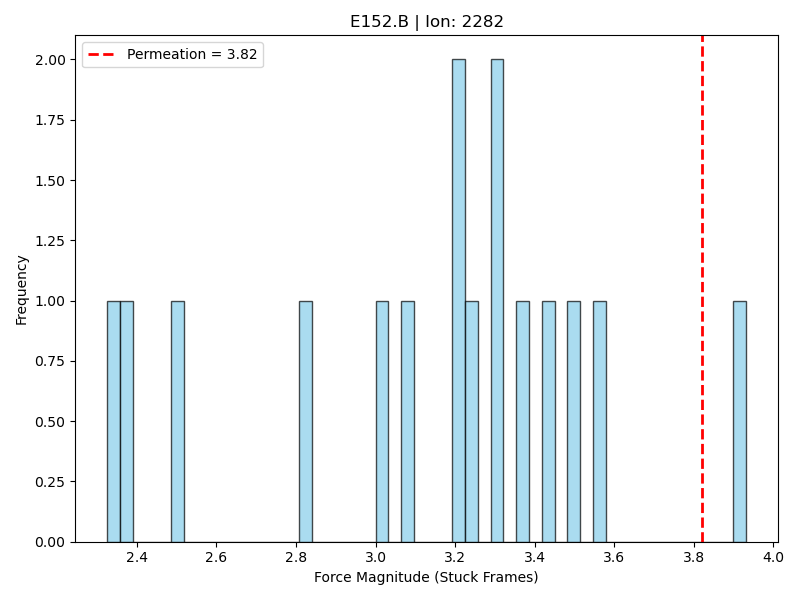 E152.B | Ion: 2282
Permeation = 3.82
2.00
1.75
1.50
1.25
1.00
0.75
0.50
0.25
0.00
Frequency
2.4 2.6 2.8 3.0 3.2 3.4 3.6 3.8 4.0
Force Magnitude (Stuck Frames)